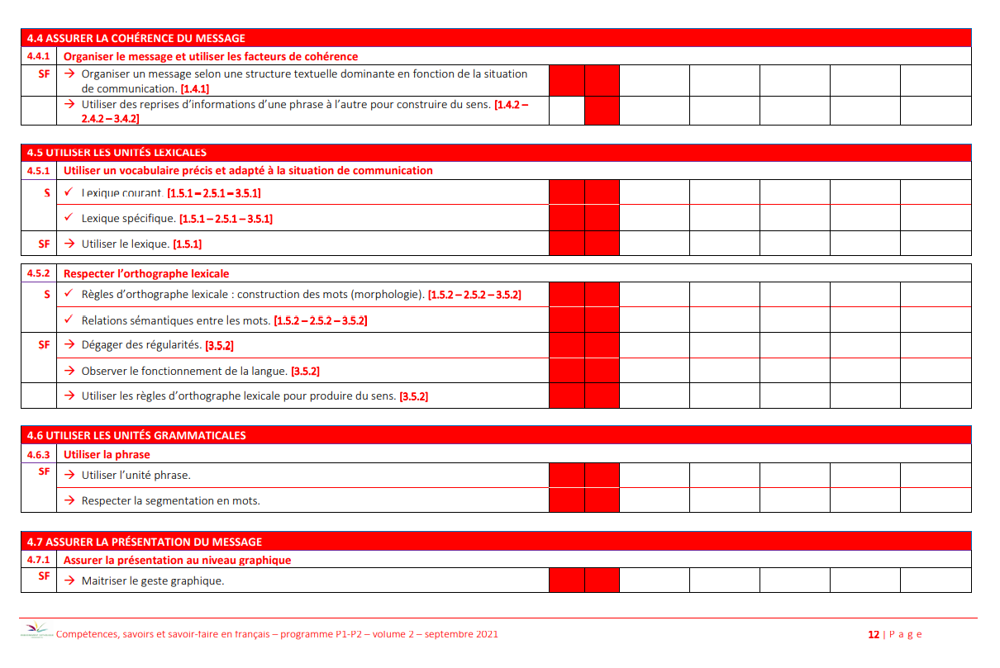 4.4 ASSURER LA COHÉRENCE DU MESSAGE
4.4.1 Organiser le message et utiliser les facteurs de cohérence
SF → Organiser un message selon une structure textuelle dominante en fonction de la situation
de communication. [1.4.1]
→ Utiliser des reprises d’informations d’une phrase à l’autre pour construire du sens. [1.4.2 –
2.4.2 – 3.4.2]
4.5 UTILISER LES UNITÉS LEXICALES
4.5.1 Utiliser un vocabulaire précis et adapté à la situation de communication
S ✓ Lexique courant. [1.5.1 – 2.5.1 – 3.5.1]
✓ Lexique spécifique. [1.5.1 – 2.5.1 – 3.5.1]
SF → Utiliser le lexique. [1.5.1]
4.5.2 Respecter l’orthographe lexicale
S ✓ Règles d’orthographe lexicale : construction des mots (morphologie). [1.5.2 – 2.5.2 – 3.5.2]
✓ Relations sémantiques entre les mots. [1.5.2 – 2.5.2 – 3.5.2]
SF → Dégager des régularités. [3.5.2]
→ Observer le fonctionnement de la langue. [3.5.2]
→ Utiliser les règles d’orthographe lexicale pour produire du sens. [3.5.2]
4.6 UTILISER LES UNITÉS GRAMMATICALES
4.6.3 Utiliser la phrase
SF → Utiliser l’unité phrase.
→ Respecter la segmentation en mots.
4.7 ASSURER LA PRÉSENTATION DU MESSAGE
4.7.1 Assurer la présentation au niveau graphique
SF → Maitriser le geste graphique.
Compétences, savoirs et savoir-faire en français – programme P1-P2 – volume 2 – septembre 2021
12 | P a g e